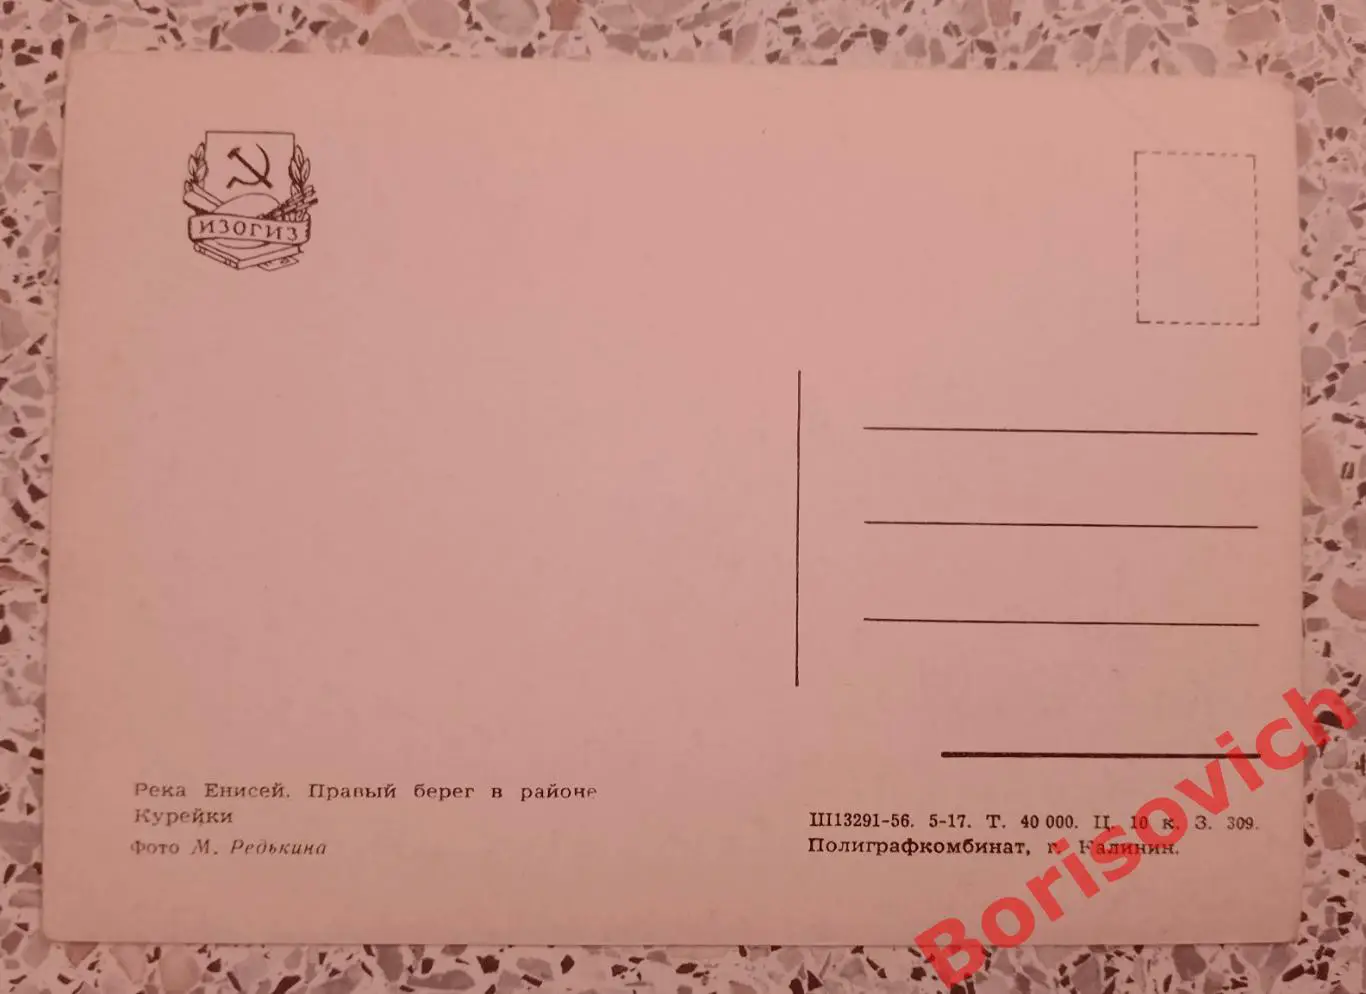 ИЗОГИЗ
Река Енисей. Правый берег в районе
Курейки
Фото М. Редькина
Ш13291-56. 5-17. Т. 40 000. Ц. 10 к. З. 309.
Полиграфкомбинат, г. Калинин.
Borisovich